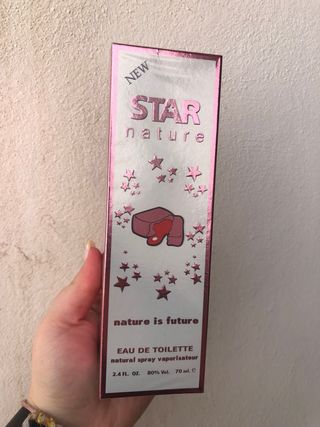 NEW
STAR
nature
nature is future
EAU DE TOILETTE
natural spray vaporisateur
2.4 FL. OZ. 80% Vol. 70 ml. ℮